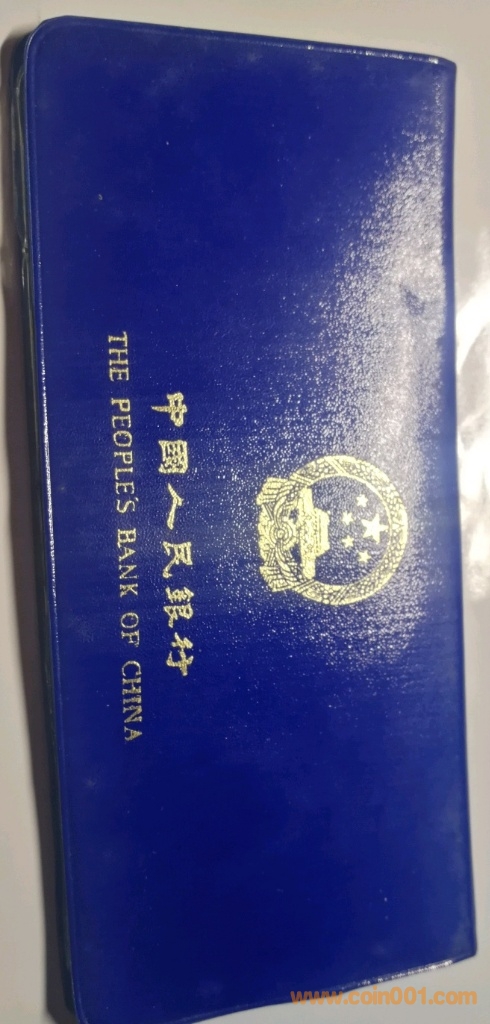 中國人民銀行
THE PEOPLE'S BANK OF CHINA
www.coin001.com